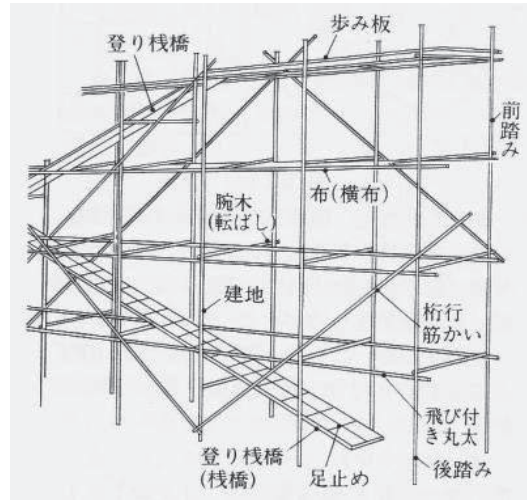 歩み板
登り桟橋
前踏み
布(横布)
腕木
(転ばし)
建地
桁行
筋かい
飛び付
き丸太
登り桟橋
(桟橋)
足止め
後踏み